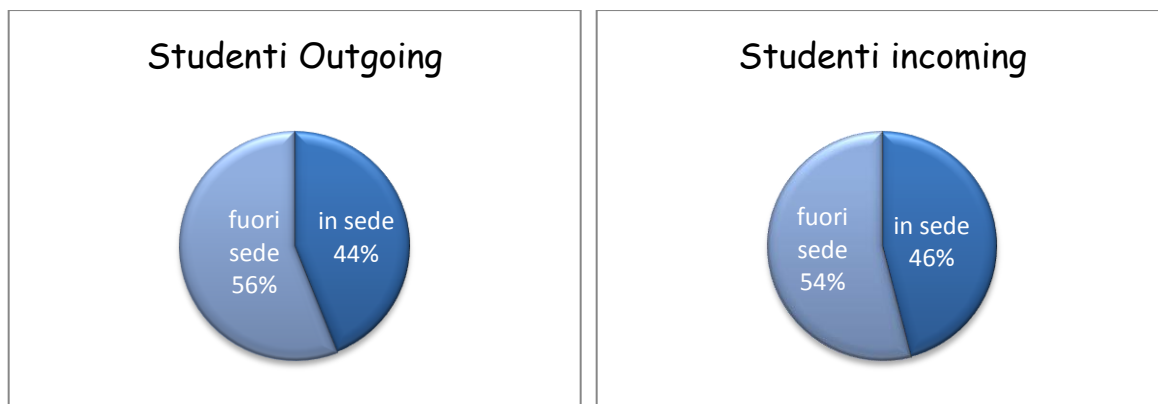 Studenti Outgoing
fuori
sede
56%
in sede
44%
Studenti incoming
fuori
sede
54%
in sede
46%